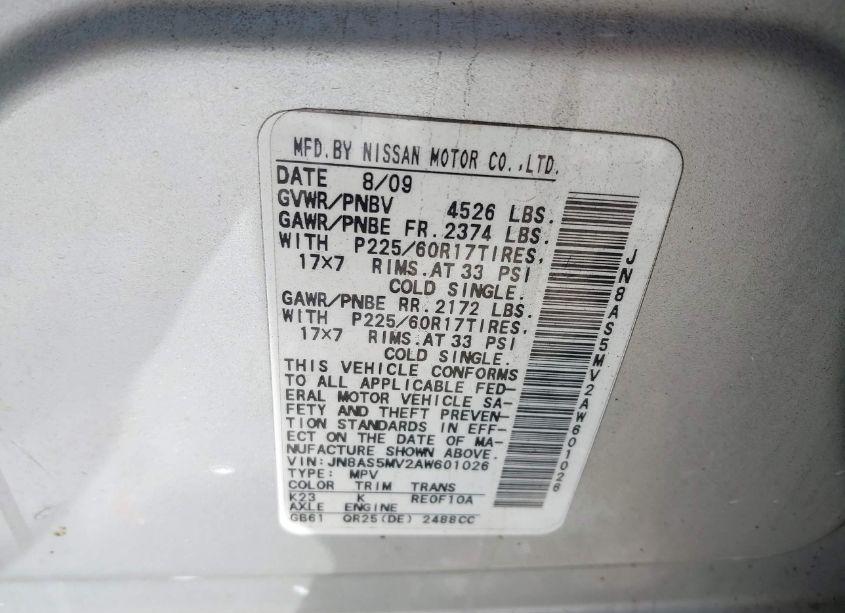 MFD.BY NISSAN MOTOR CO.,LTD.
DATE 8/09
GVWR/PNBV 4526 LBS.
GAWR/PNBE FR.2374 LBS.
WITH P225/60R17TIRES,
17×7 RIMS.AT 33 PSI
COLD SINGLE.
GAWR/PNBE RR.2172 LBS.
WITH P225/60R17TIRES,
17×7 RIMS.AT 33 PSI
COLD SINGLE.
THIS VEHICLE CONFORMS
TO ALL APPLICABLE FED-
ERAL MOTOR VEHICLE SA-
FETY AND THEFT PREVEN-
TION STANDARDS IN EFF-
ECT ON THE DATE OF MA-
NUFACTURE SHOWN ABOVE.
VIN:JN8AS5MV2AW601026
TYPE: MPV
COLOR TRIM TRANS
K23 K RE0F10A
AXLE ENGINE
GB61 QR25(DE) 2488CC
JN8AS5MV2AW601026